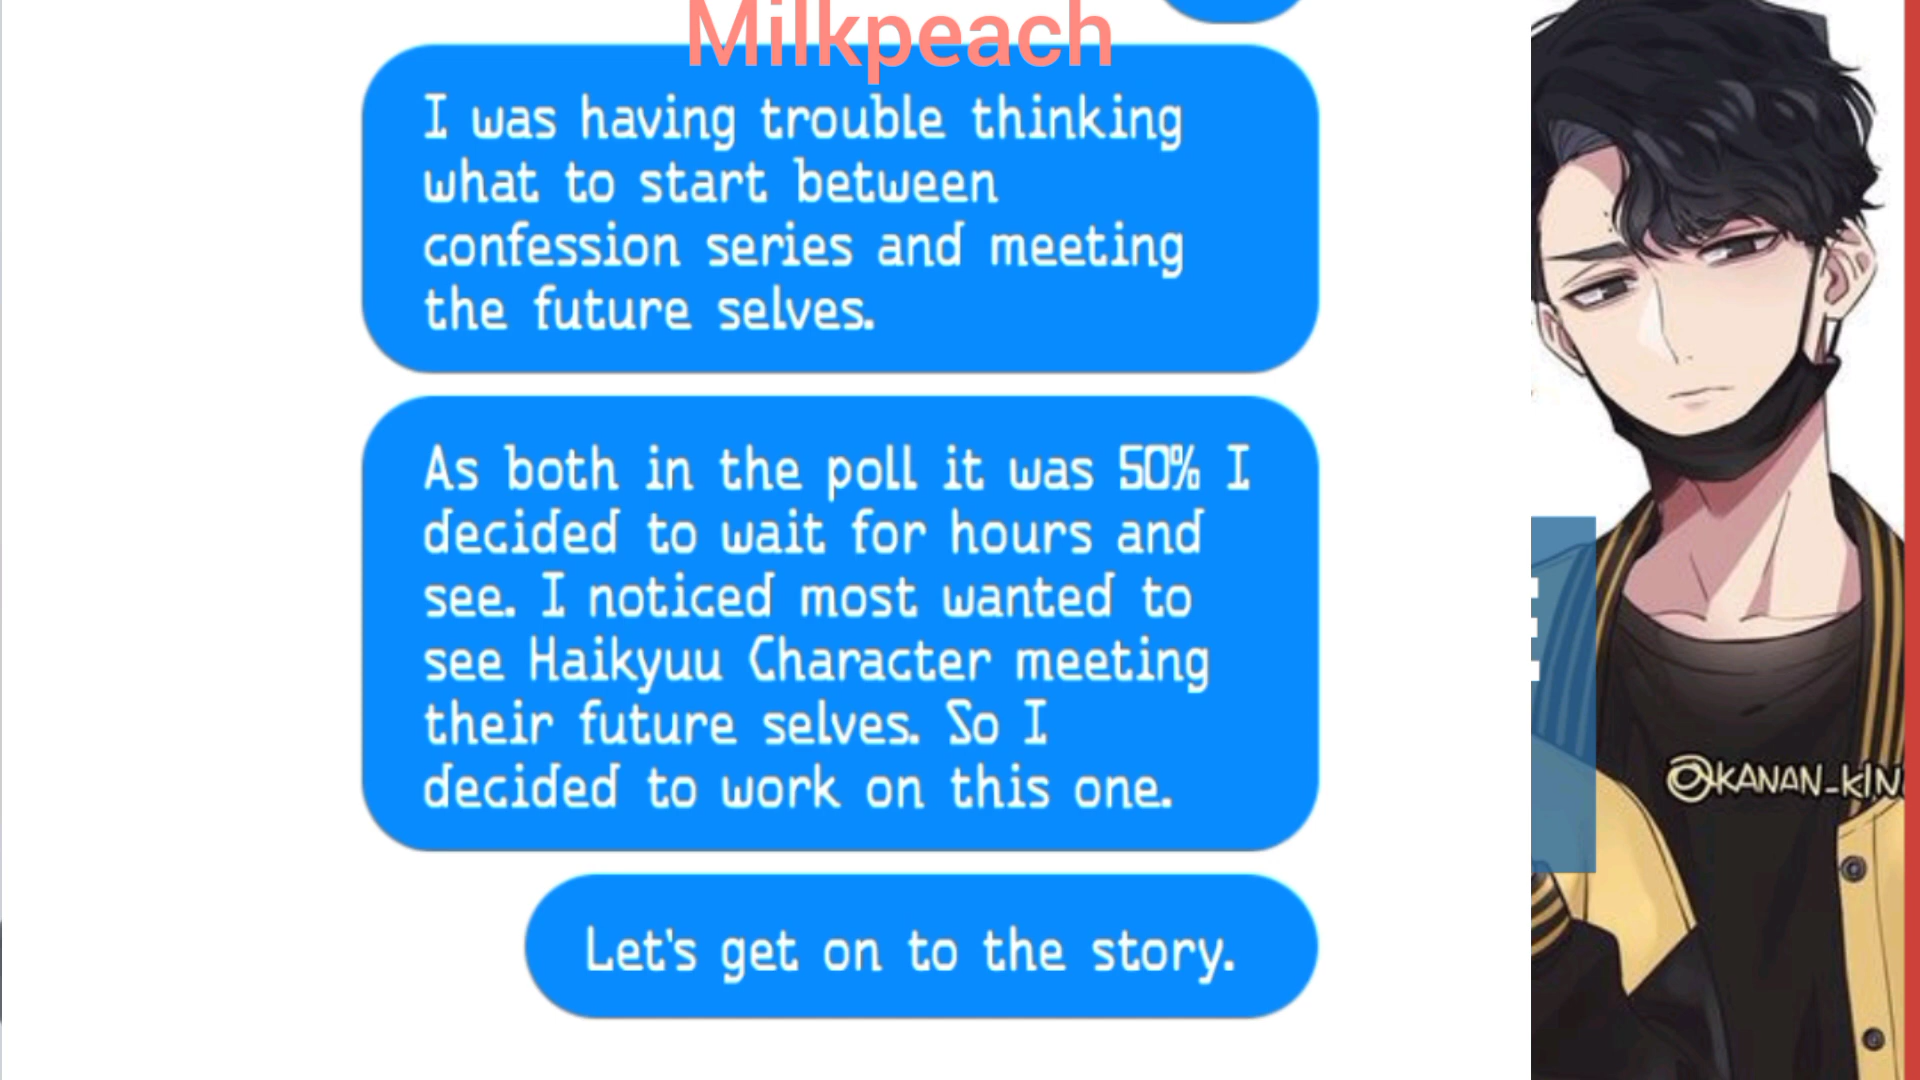 Milkpeach
I was having trouble thinking
what to start between
confession series and meeting
the future selves.
As both in the poll it was 50% I
decided to wait for hours and
see. I noticed most wanted to
see Haikyuu Character meeting
their future selves. So I
decided to work on this one.
Let's get on to the story.
@KANAN_KIN